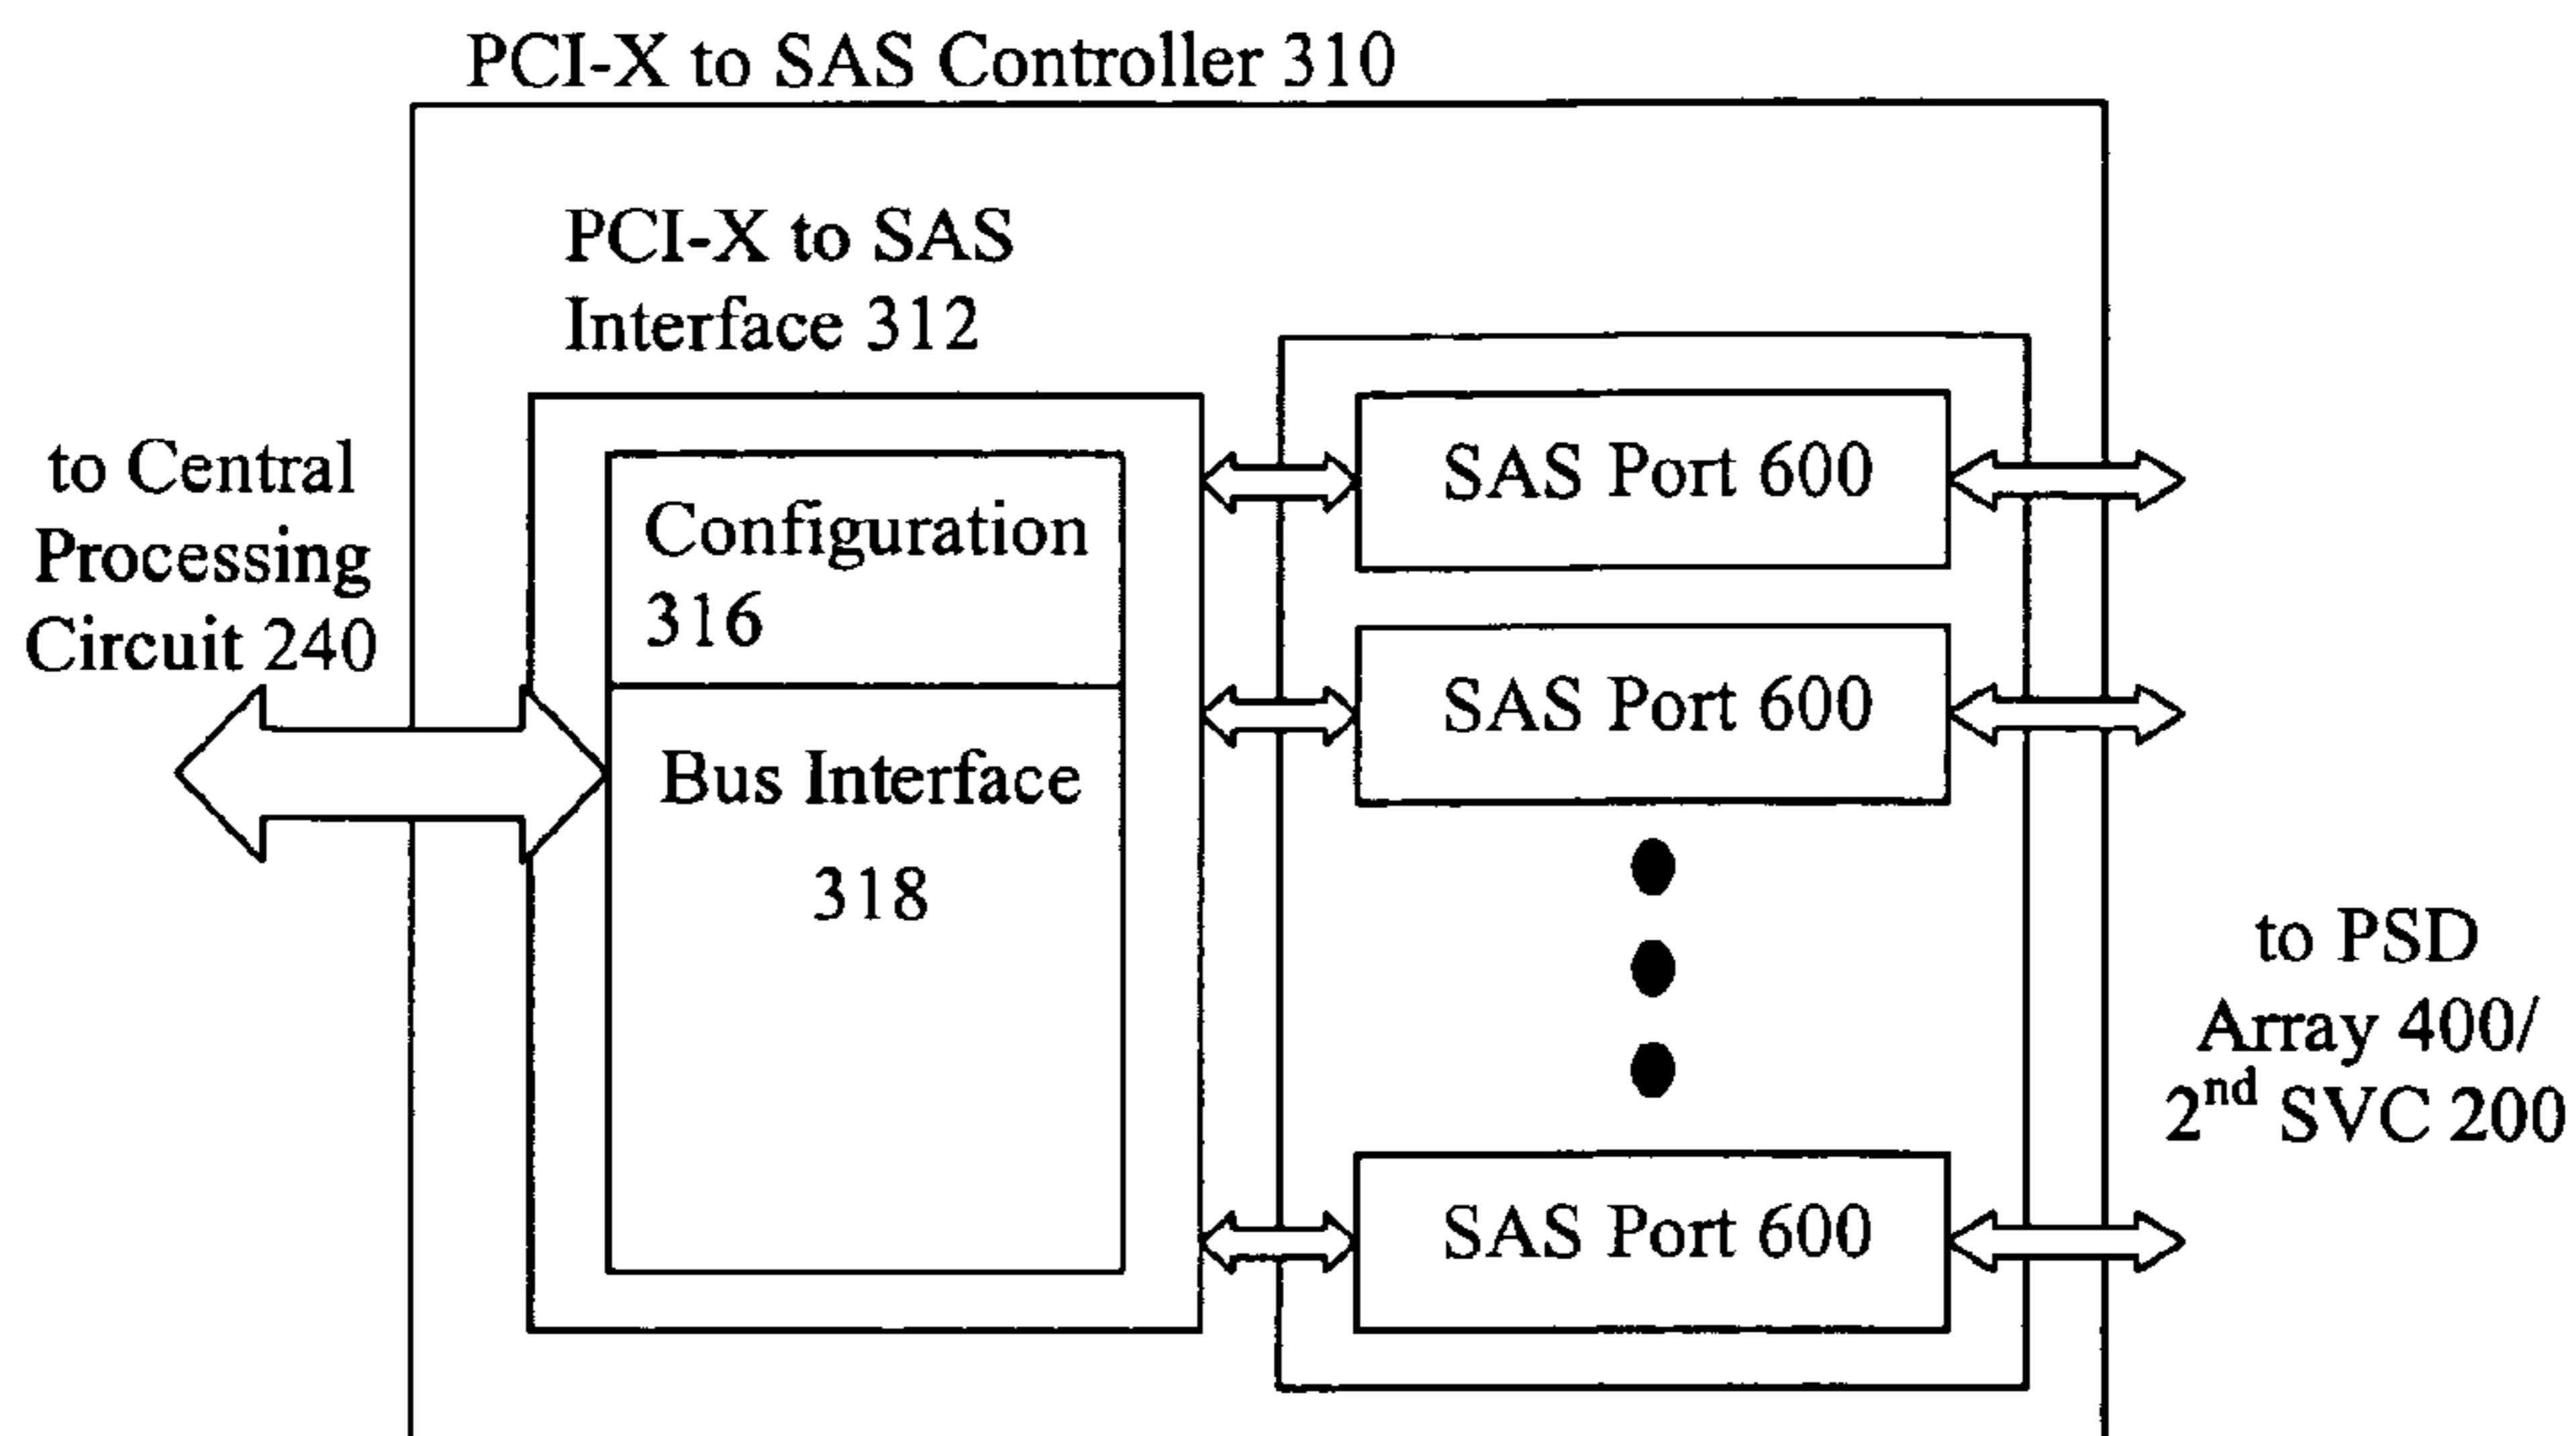 PCI-X to SAS Controller 310
PCI-X to SAS
Interface 312
to Central
Processing
Circuit 240
Configuration
316
Bus Interface
318
SAS Port 600
SAS Port 600
SAS Port 600
to PSD
Array 400/
2nd SVC 200